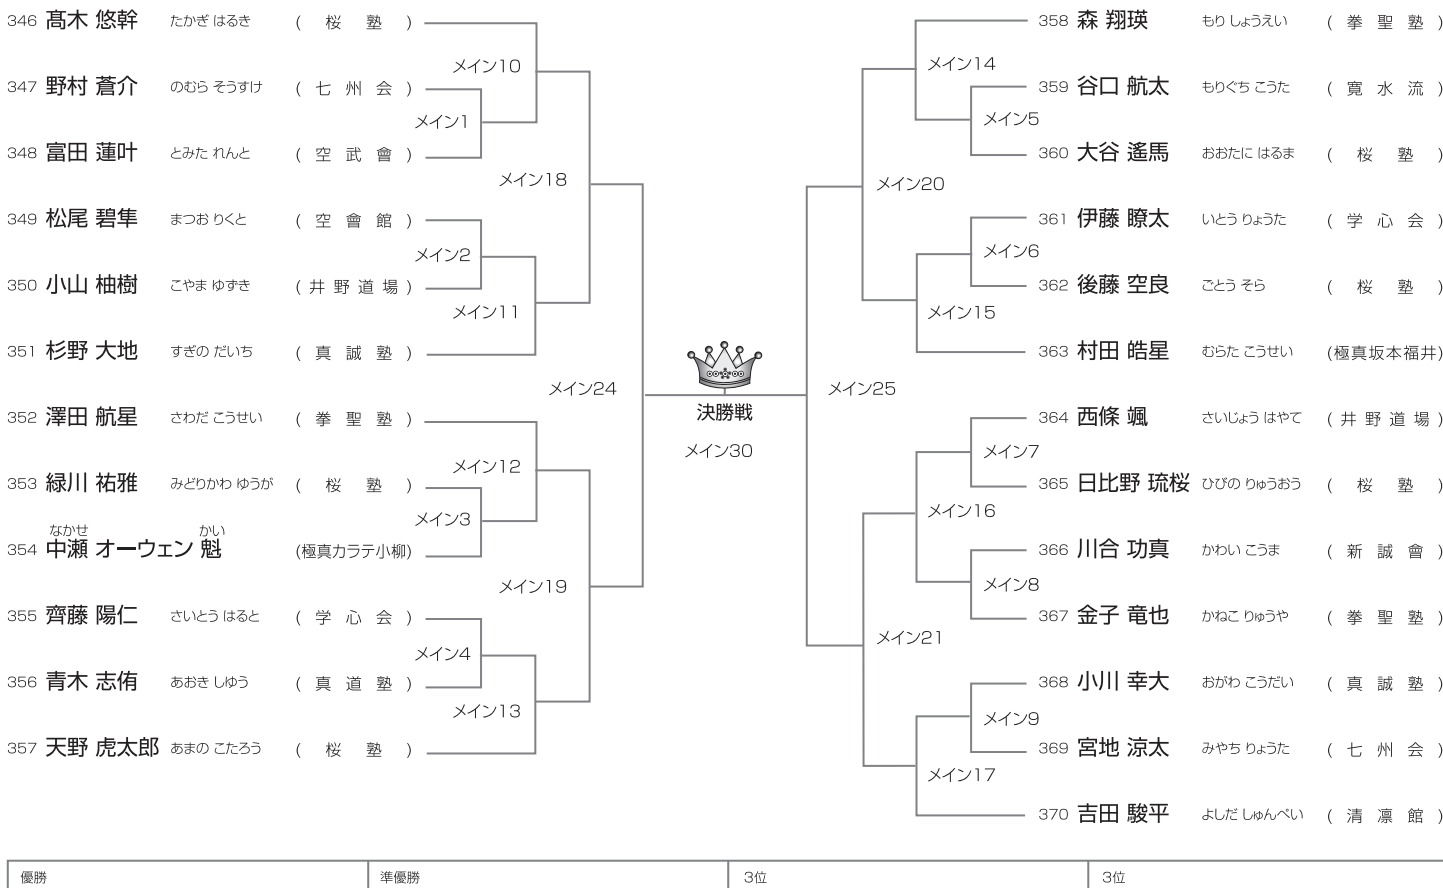 346 髙木 悠幹 たかぎ はるき ( 桜 塾 )
347 野村 蒼介 のむら そうすけ ( 七 州 会 )
348 富田 蓮叶 とみた れんと ( 空 武 會 )
349 松尾 碧隼 まつお りくと ( 空 會 館 )
350 小山 柚樹 こやま ゆずき ( 井 野 道 場 )
351 杉野 大地 すぎの だいち ( 真 誠 塾 )
352 澤田 航星 さわだ こうせい ( 拳 聖 塾 )
353 緑川 祐雅 みどりかわ ゆうが ( 桜 塾 )
なかせ かい
354 中瀬 オーウェン 魁 (極真カラテ小柳)
355 齊藤 陽仁 さいとう はると ( 学 心 会 )
356 青木 志侑 あおき しゆう ( 真 道 塾 )
357 天野 虎太郎 あまの こたろう ( 桜 塾 )
メイン10
メイン1
メイン18
メイン2
メイン11
メイン24
メイン12
メイン3
メイン19
メイン4
メイン13
決勝戦
メイン30
メイン14
メイン5
メイン20
メイン6
メイン15
メイン25
メイン7
メイン16
メイン8
メイン21
メイン9
メイン17
358 森 翔瑛 もり しょうえい ( 拳 聖 塾 )
359 谷口 航太 もりぐち こうた ( 寛 水 流 )
360 大谷 遙馬 おおたに はるま ( 桜 塾 )
361 伊藤 瞭太 いとう りょうた ( 学 心 会 )
362 後藤 空良 ごとう そら ( 桜 塾 )
363 村田 皓星 むらた こうせい (極真坂本福井)
364 西條 颯 さいじょう はやて ( 井 野 道 場 )
365 日比野 琉桜 ひびの りゅうおう ( 桜 塾 )
366 川合 功真 かわい こうま ( 新 誠 會 )
367 金子 竜也 かねこ りゅうや ( 拳 聖 塾 )
368 小川 幸大 おがわ こうだい ( 真 誠 塾 )
369 宮地 涼太 みやち りょうた ( 七 州 会 )
370 吉田 駿平 よしだ しゅんぺい ( 清 凛 館 )
優勝 準優勝 3位 3位